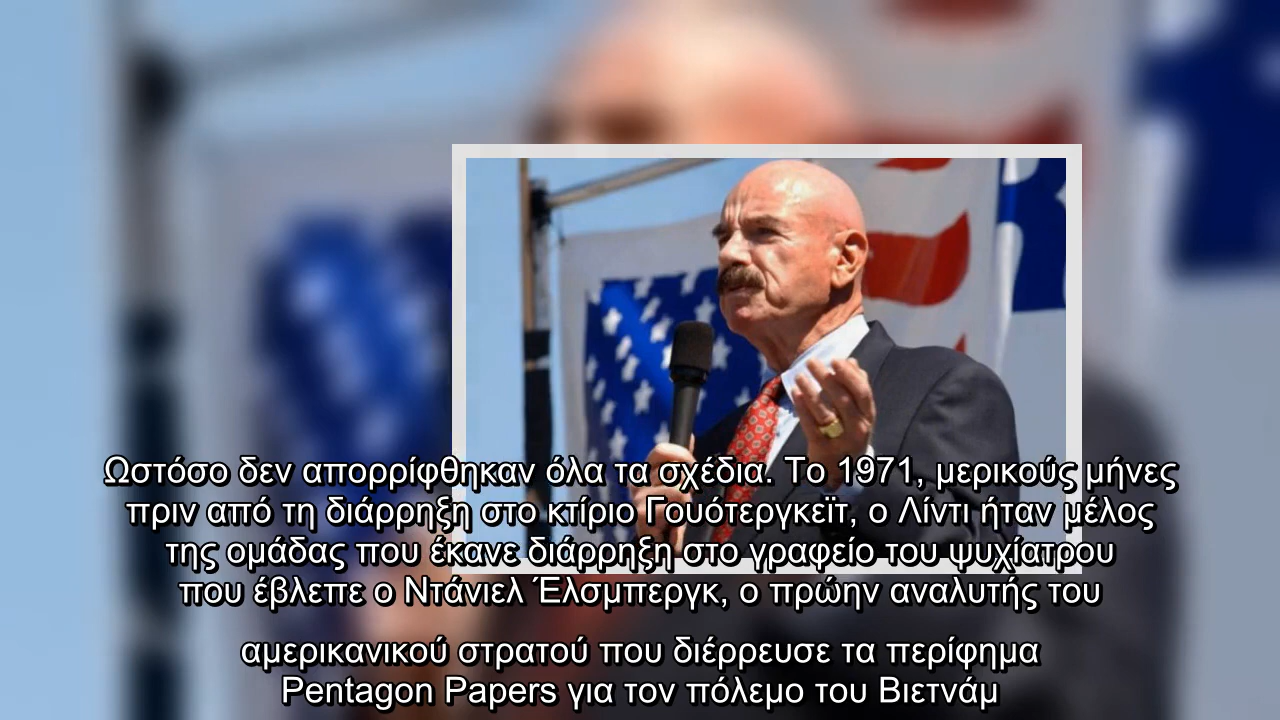 Ωστόσο δεν απορρίφθηκαν όλα τα σχέδια. Το 1971, μερικούς μήνες
πριν από τη διάρρηξη στο κτίριο Γουότεργκεϊτ, ο Λίντι ήταν μέλος
της ομάδας που έκανε διάρρηξη στο γραφείο του ψυχίατρου
που έβλεπε ο Ντάνιελ Έλσμπεργκ, ο πρώην αναλυτής του
αμερικανικού στρατού που διέρρευσε τα περίφημα
Pentagon Papers για τον πόλεμο του Βιετνάμ